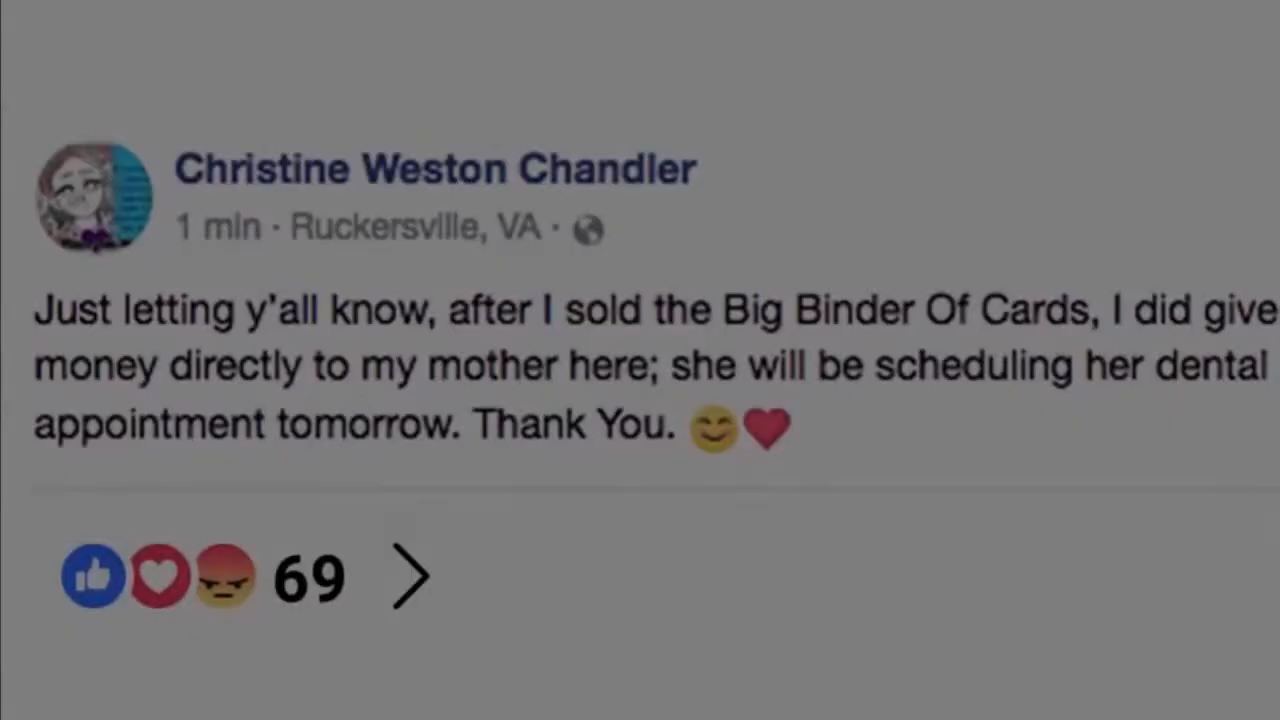 Christine Weston Chandler
1 min · Ruckersville, VA ·
Just letting y'all know, after I sold the Big Binder Of Cards, I did give
money directly to my mother here; she will be scheduling her dental
appointment tomorrow. Thank You. 😊❤️
69